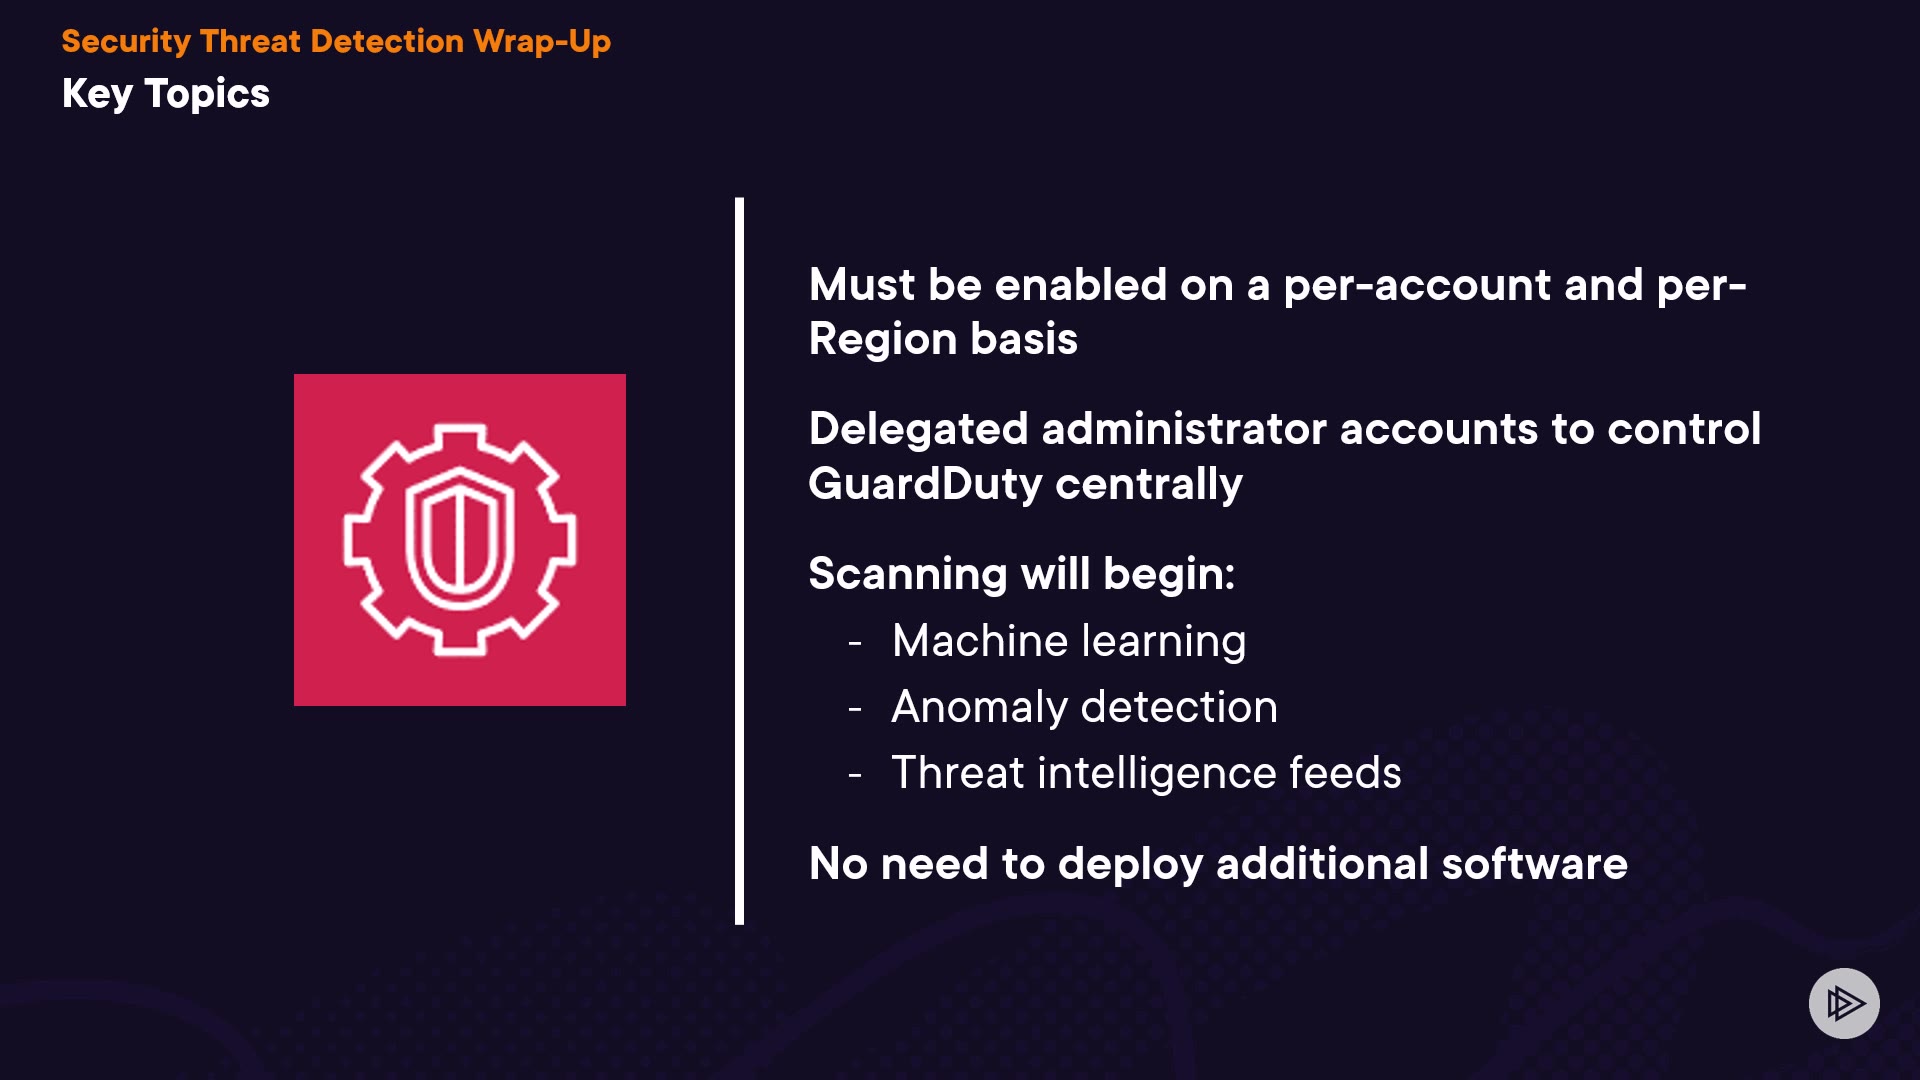 Security Threat Detection Wrap-Up
Key Topics
Must be enabled on a per-account and per-
Region basis
Delegated administrator accounts to control
GuardDuty centrally
Scanning will begin:
- Machine learning
- Anomaly detection
- Threat intelligence feeds
No need to deploy additional software